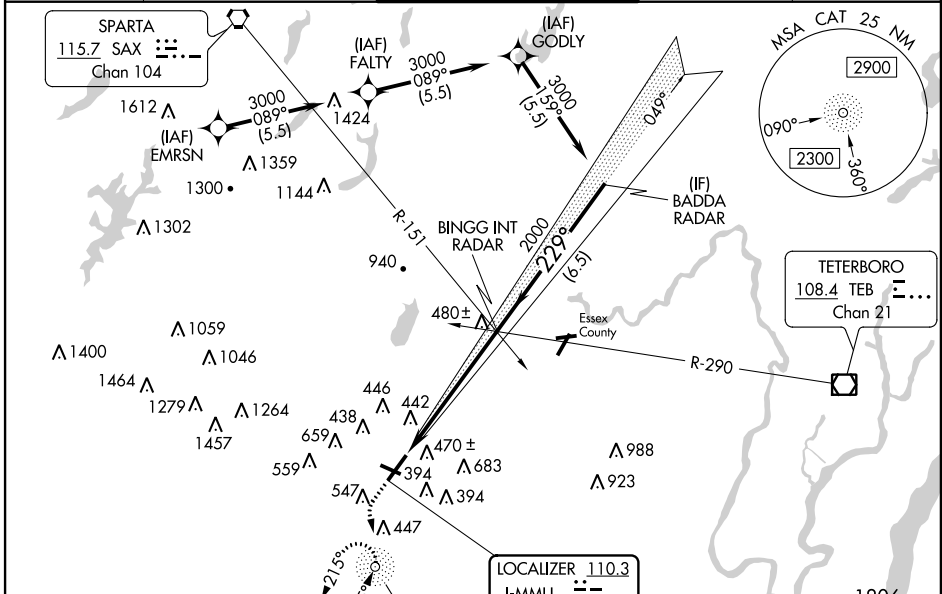 SPARTA
115.7 SAX
Chan 104
(IAF)
FALTY
3000
089°
(5.5)
(IAF)
GODLY
3000
159°
(5.5)
MSA CAT 25 NM
2900
090°
2300
360°
1612
3000
089°
(5.5)
(IAF)
EMRSN
1424
1359
1300
1144
049°
(IF)
BADDA
RADAR
1302
R-151
BINGG INT
RADAR
2000
229°
(6.5)
940
TETERBORO
108.4 TEB
Chan 21
480±
Essex
County
R-290
1059
1400
1046
1464
1279
1264
1457
446
442
438
659
559
470 ±
683
988
923
394
394
547
447
215°
LOCALIZER 110.3